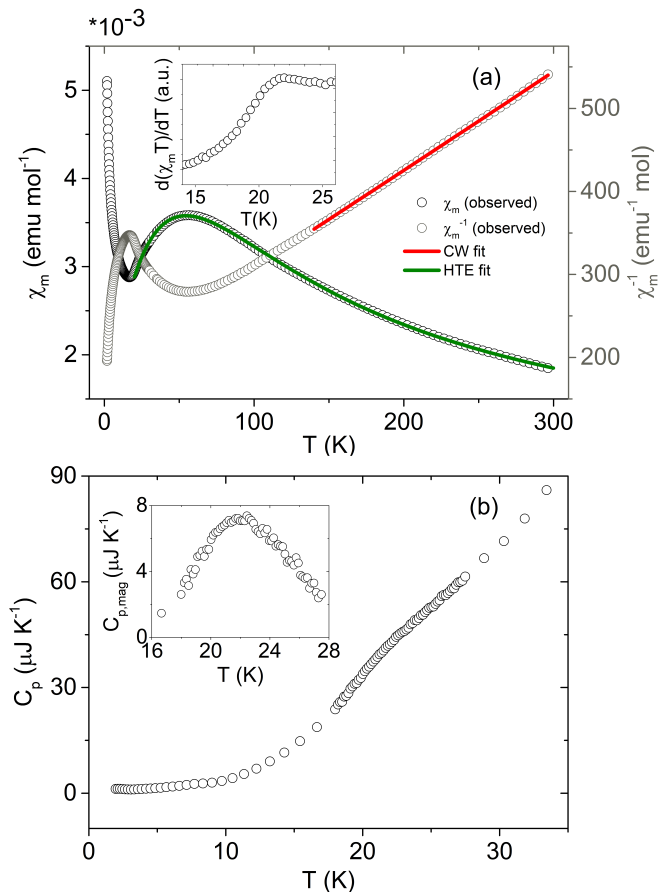 *10⁻³
(a)
5
4
3
2
χₘ (emu mol⁻¹)
d(χₘT)/dT (a.u.)
15 20 25
T(K)
χₘ (observed)
χₘ⁻¹ (observed)
CW fit
HTE fit
500
400
300
200
χₘ⁻¹ (emu⁻¹ mol)
0 100 200 300
T (K)
(b)
90
60
30
0
Cₚ (μJ K⁻¹)
8
4
0
C_p,mag (μJ K⁻¹)
16 20 24 28
T (K)
0 10 20 30
T (K)